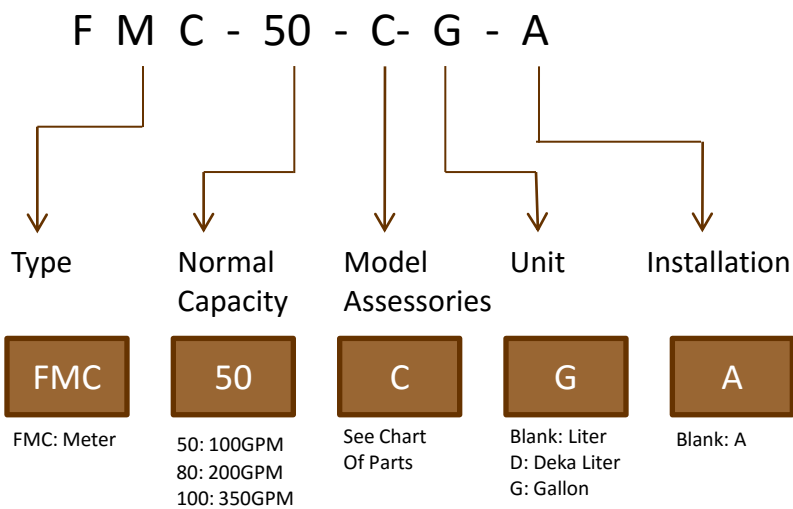 F M C - 50 - C- G - A
Type
Normal
Capacity
Model
Assessories
Unit
Installation
FMC
50
C
G
A
FMC: Meter
50: 100GPM
80: 200GPM
100: 350GPM
See Chart
Of Parts
Blank: Liter
D: Deka Liter
G: Gallon
Blank: A